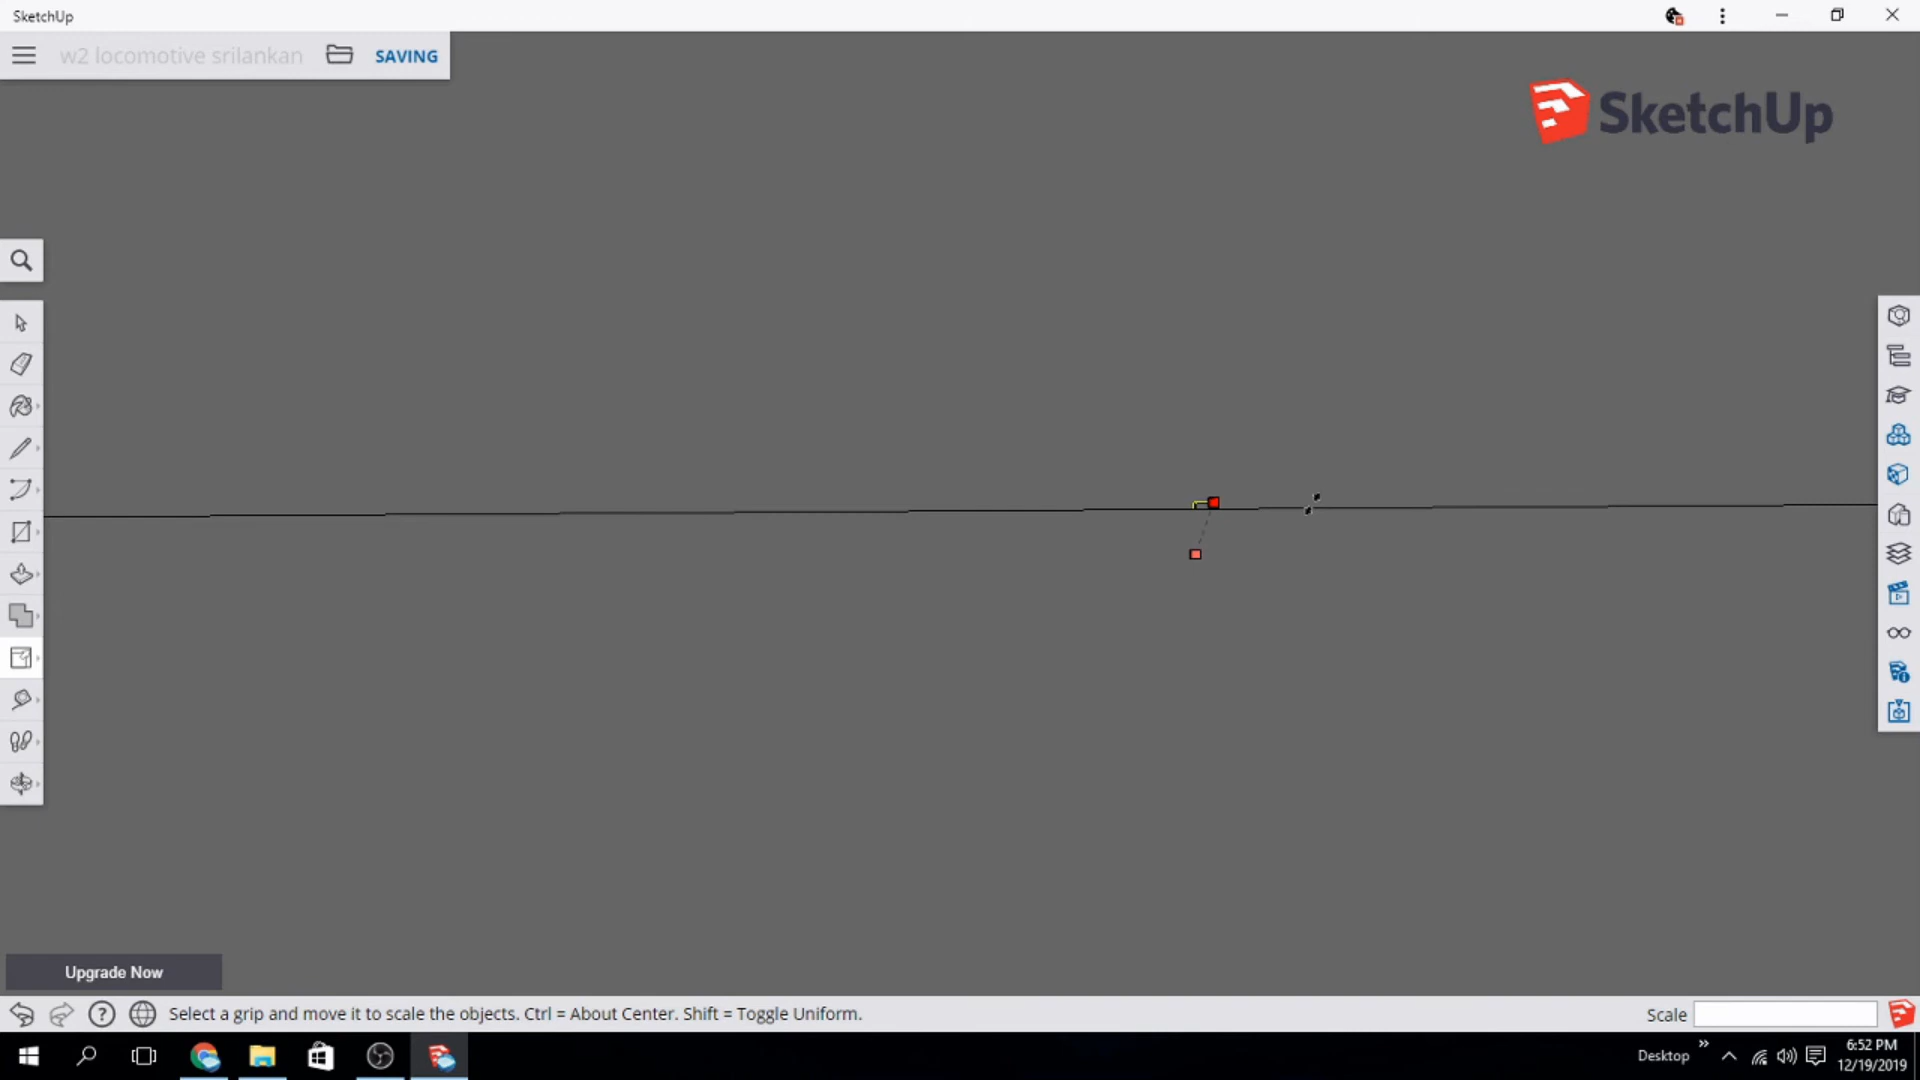 SketchUp
w2 locomotive srilankan
SAVING
SketchUp
Upgrade Now
Select a grip and move it to scale the objects. Ctrl = About Center. Shift = Toggle Uniform.
Scale
Desktop
6:52 PM
12/19/2019